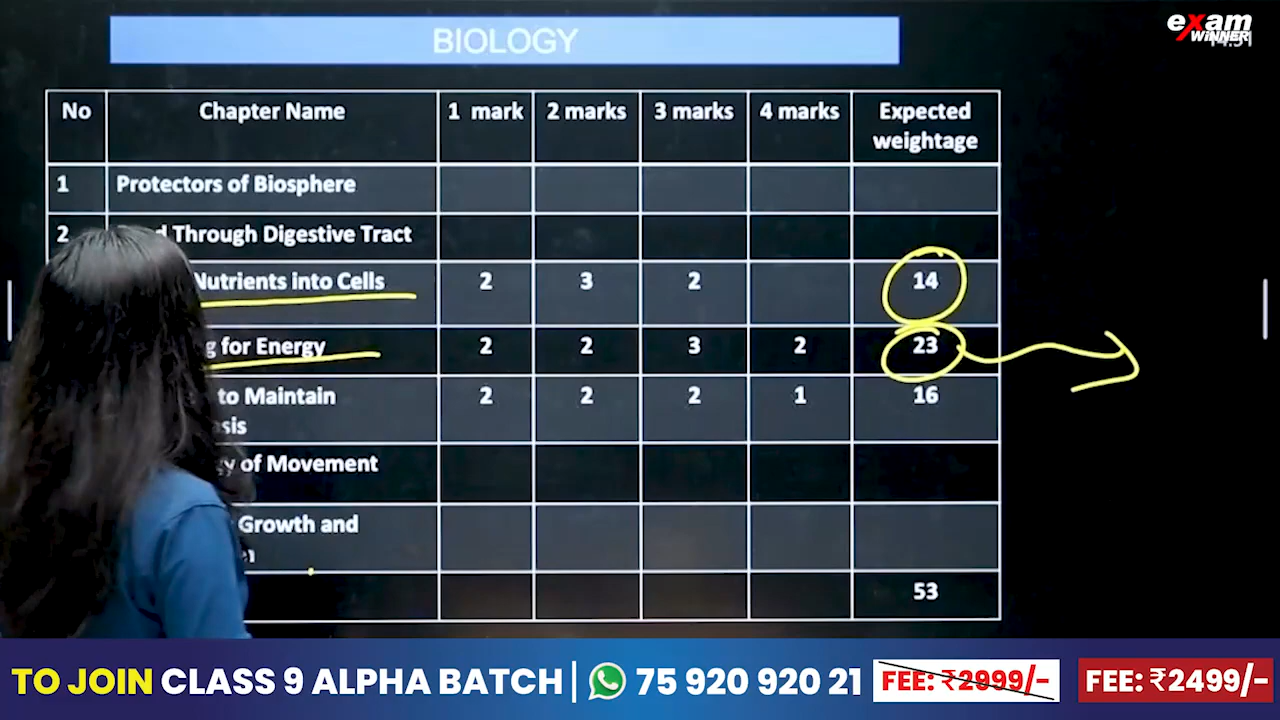 BIOLOGY
exam
WINNER
No Chapter Name 1 mark 2 marks 3 marks 4 marks Expected weightage
1 Protectors of Biosphere
2 Through Digestive Tract
Nutrients into Cells 2 3 2 14
for Energy 2 2 3 2 23
to Maintain 2 2 2 1 16
of Movement
Growth and
53
TO JOIN CLASS 9 ALPHA BATCH | 75 920 920 21 FEE: ₹2999/- FEE: ₹2499/-